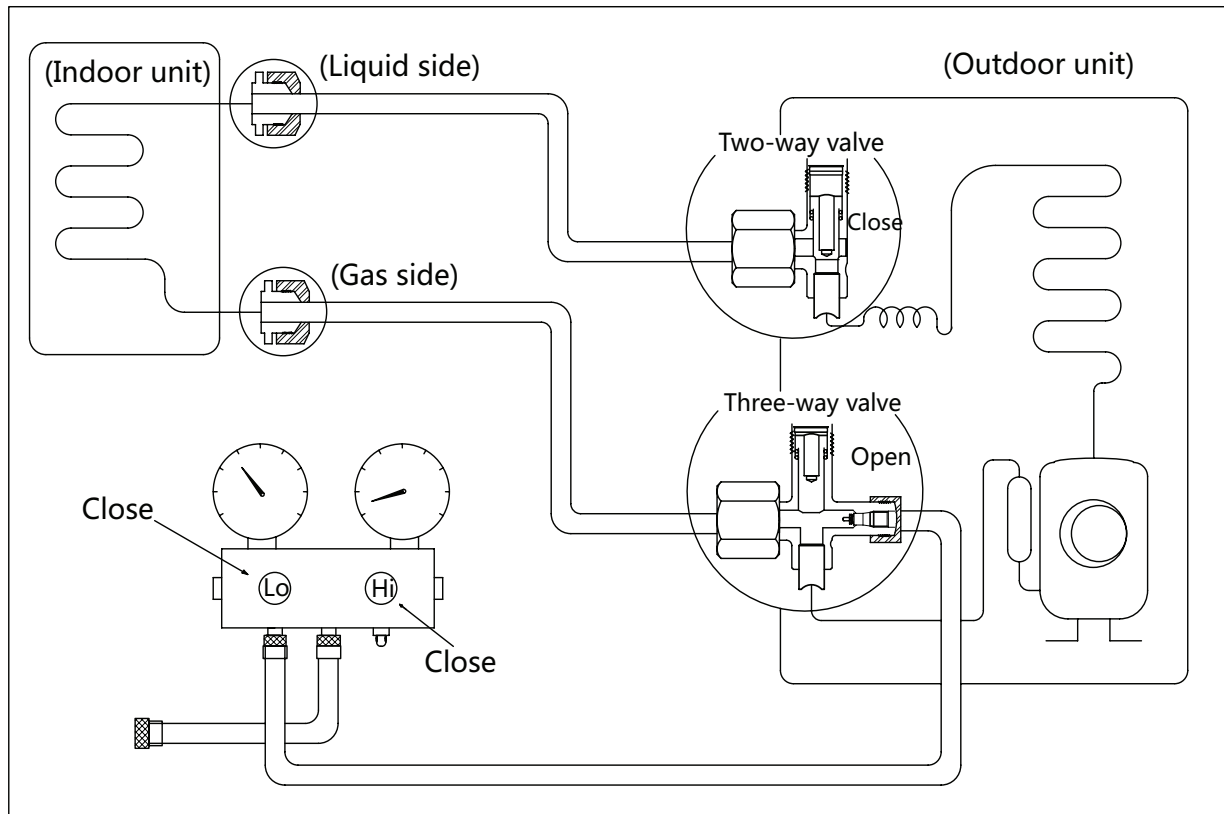 (Indoor unit)
(Liquid side)
(Outdoor unit)
Two-way valve
Close
(Gas side)
Three-way valve
Open
Close
Lo
Hi
Close